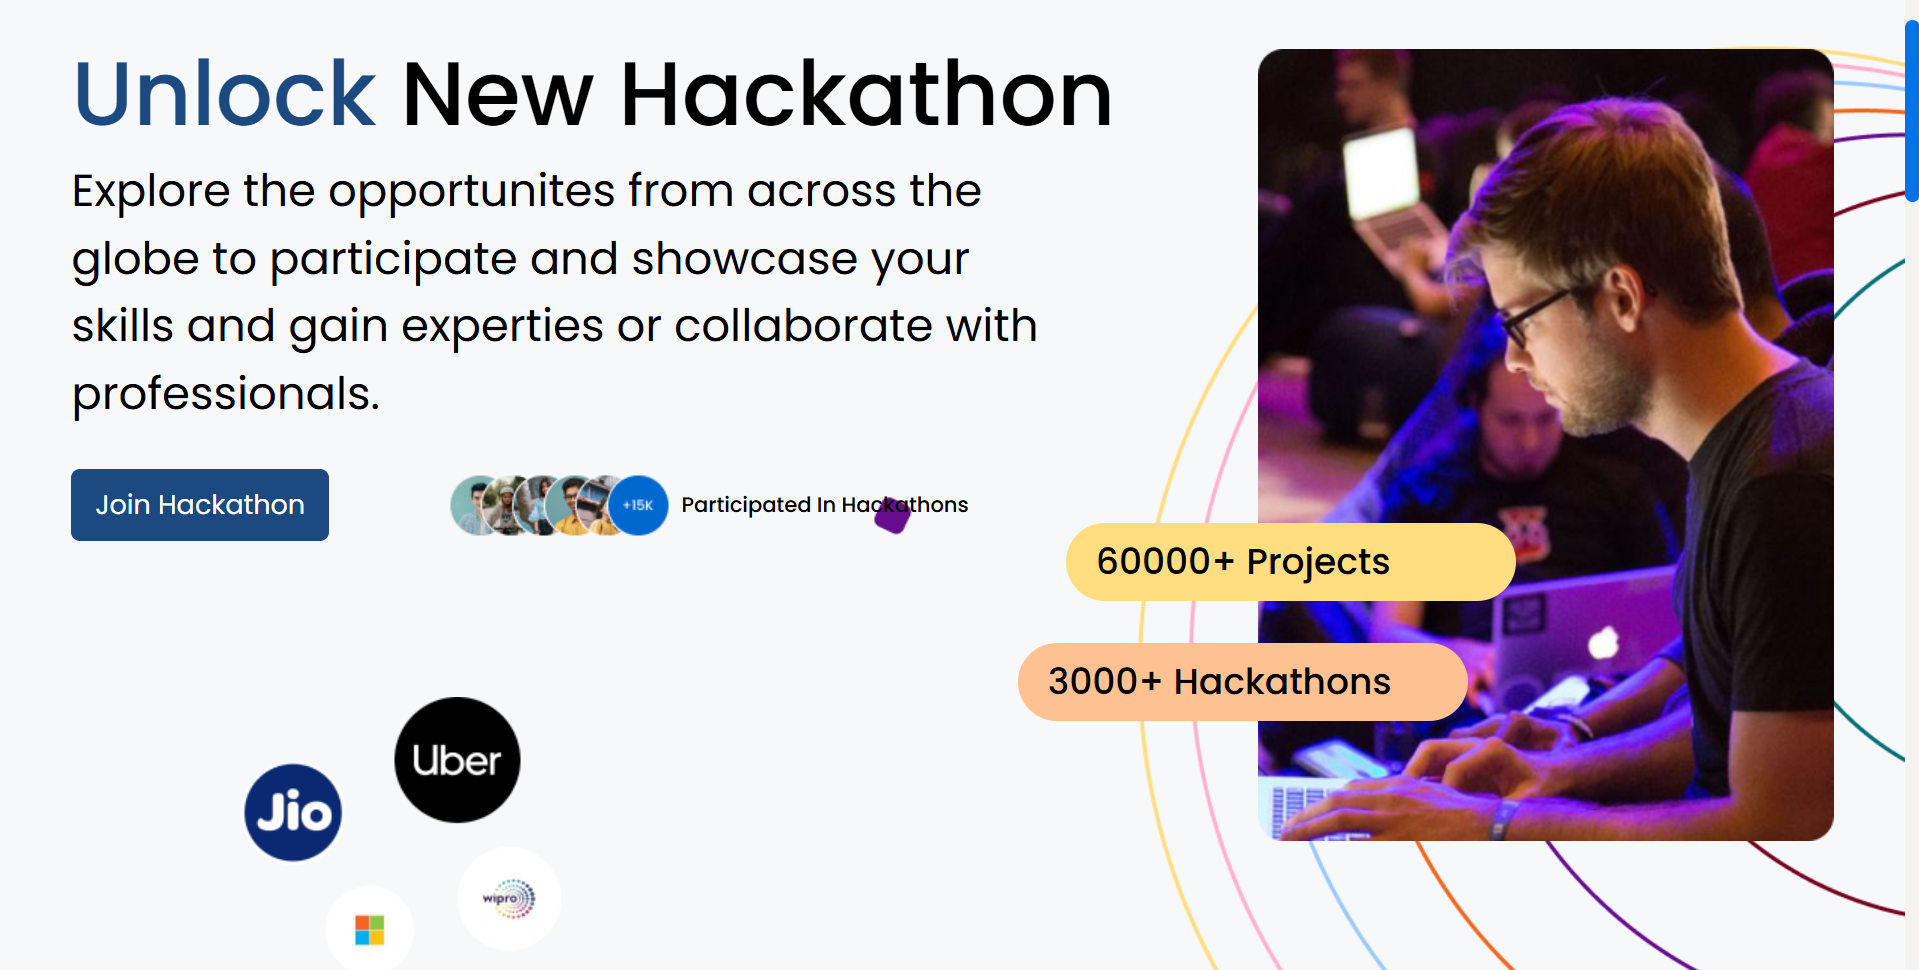 Unlock New Hackathon
Explore the opportunites from across the
globe to participate and showcase your
skills and gain experties or collaborate with
professionals.
Join Hackathon
+15K
Participated In Hackathons
60000+ Projects
3000+ Hackathons
Uber
Jio
wipro